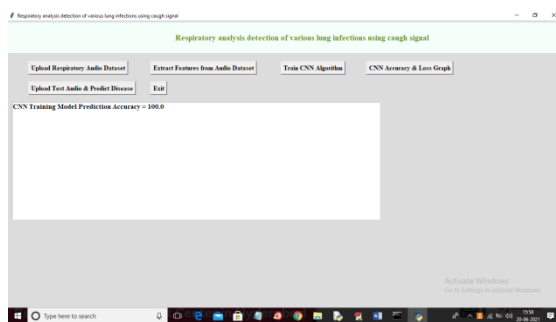 Respiratory analysis detection of various lung infections using caugh signal
Respiratory analysis detection of various lung infections using caugh signal
Upload Respiratory Audio Dataset
Extract Features from Audio Dataset
Train CNN Algorithm
CNN Accuracy & Loss Graph
Upload Test Audio & Predict Disease
Exit
CNN Training Model Prediction Accuracy = 100.0
Activate Windows
Go to Settings to activate Windows.
Type here to search